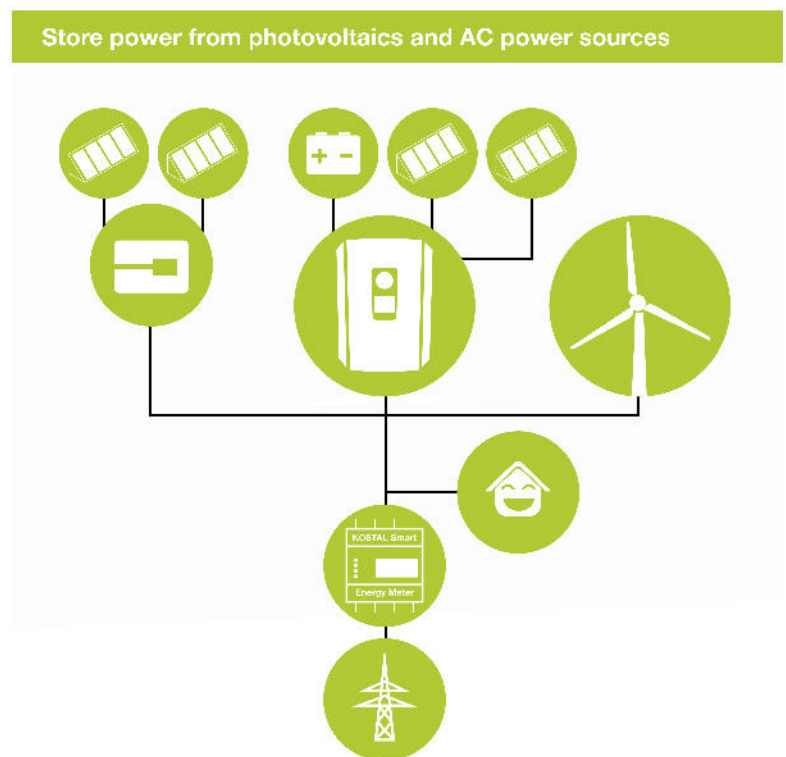 Store power from photovoltaics and AC power sources
+ -
KOSTAL Smart
Energy Meter